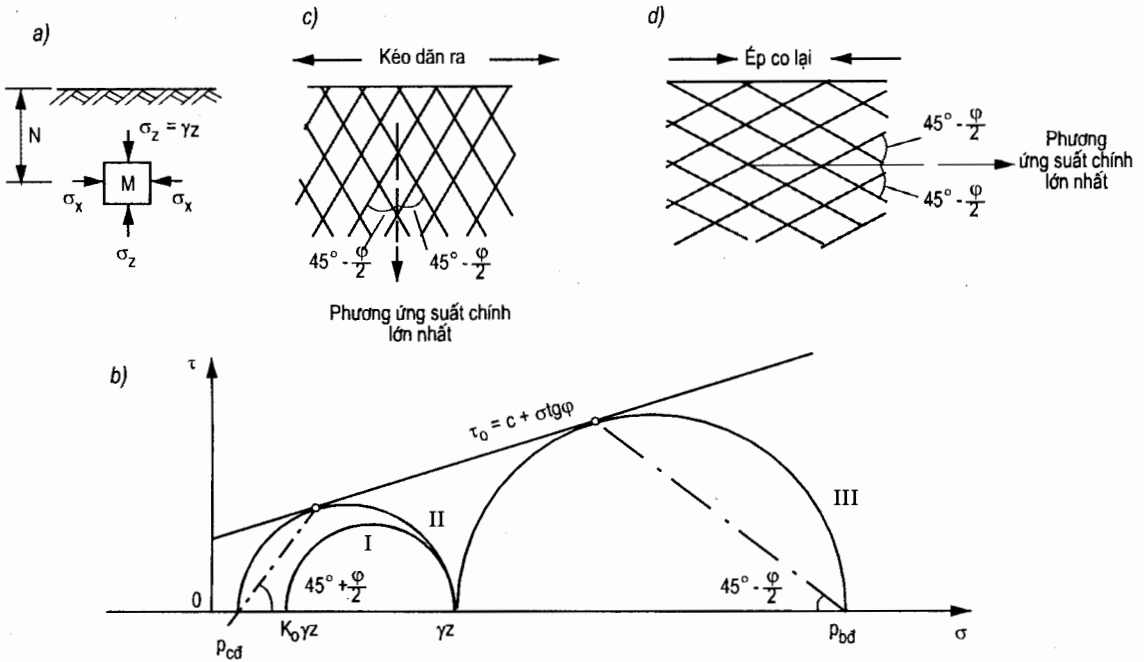 a)
N
σz = γz
M
σx
σx
σz
c)
Kéo dãn ra
45° - φ/2
45° - φ/2
Phương ứng suất chính
lớn nhất
d)
Ép co lại
45° - φ/2
45° - φ/2
Phương
ứng suất chính
lớn nhất
b)
τ
τo = c + σtgφ
III
II
I
45° + φ/2
45° - φ/2
0
pcđ
Koγz
γz
pbđ
σ